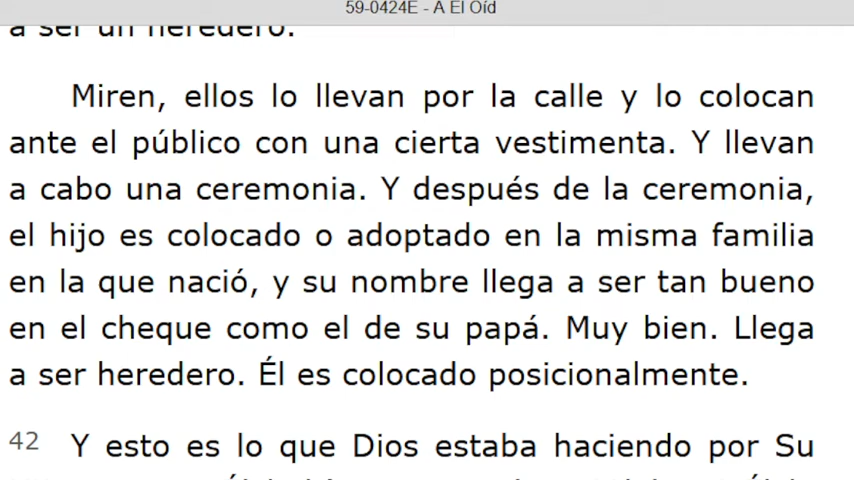 59-0424E - A El Oíd
a ser un heredero.
Miren, ellos lo llevan por la calle y lo colocan
ante el público con una cierta vestimenta. Y llevan
a cabo una ceremonia. Y después de la ceremonia,
el hijo es colocado o adoptado en la misma familia
en la que nació, y su nombre llega a ser tan bueno
en el cheque como el de su papá. Muy bien. Llega
a ser heredero. Él es colocado posicionalmente.
42 Y esto es lo que Dios estaba haciendo por Su